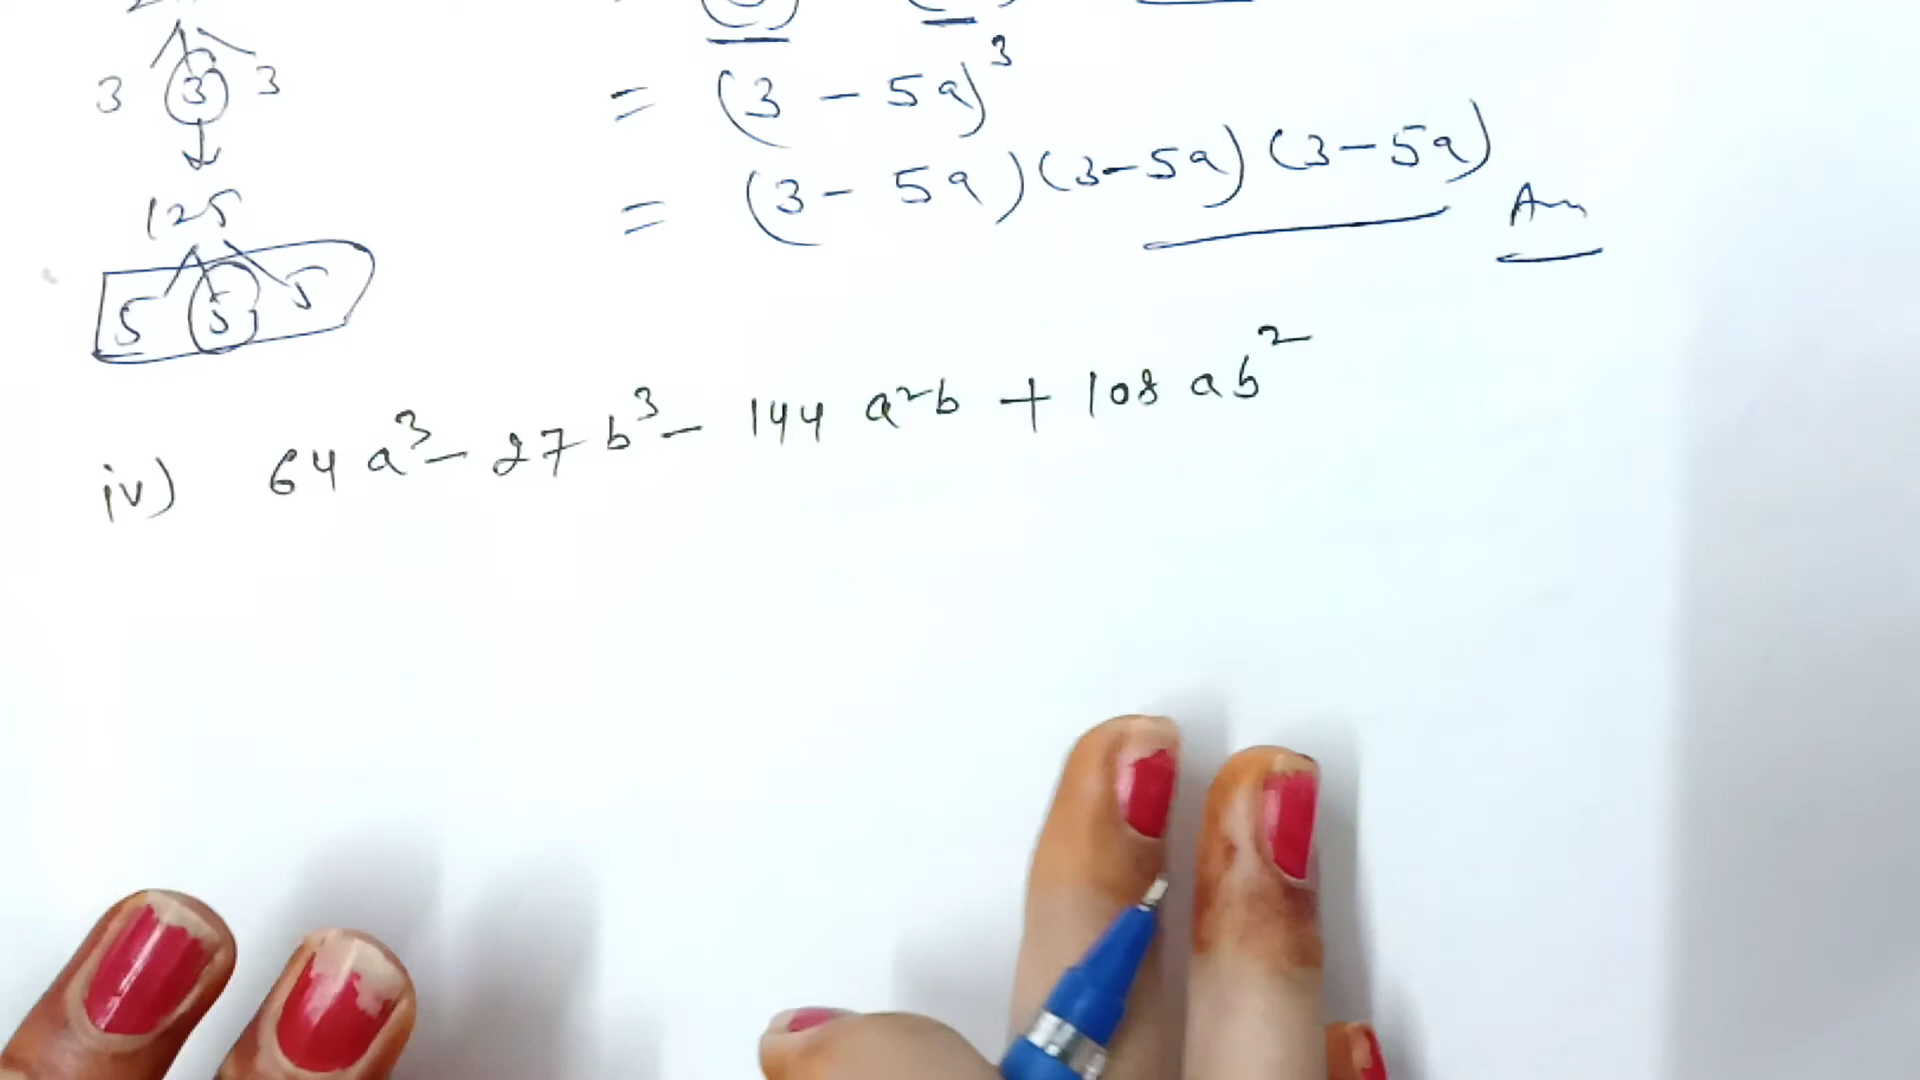 3 3 3
= (3 - 5a)³
= (3 - 5a)(3-5a)(3-5a) Ans
125
5 5 5
iv) 64a³ - 27b³ - 144a²b + 108ab²